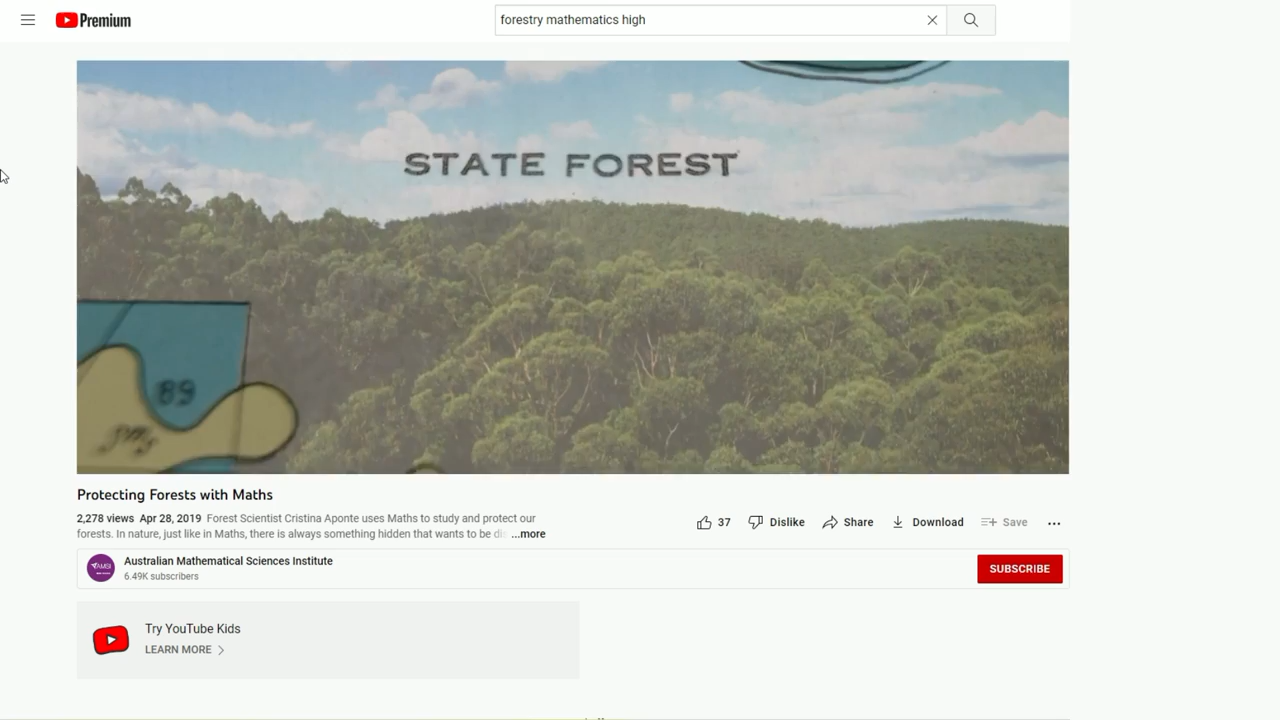 Premium
forestry mathematics high
STATE FOREST
89
Protecting Forests with Maths
2,278 views Apr 28, 2019 Forest Scientist Cristina Aponte uses Maths to study and protect our
forests. In nature, just like in Maths, there is always something hidden that wants to be ...more
37
Dislike
Share
Download
Save
AMSI
Australian Mathematical Sciences Institute
6.49K subscribers
SUBSCRIBE
Try YouTube Kids
LEARN MORE